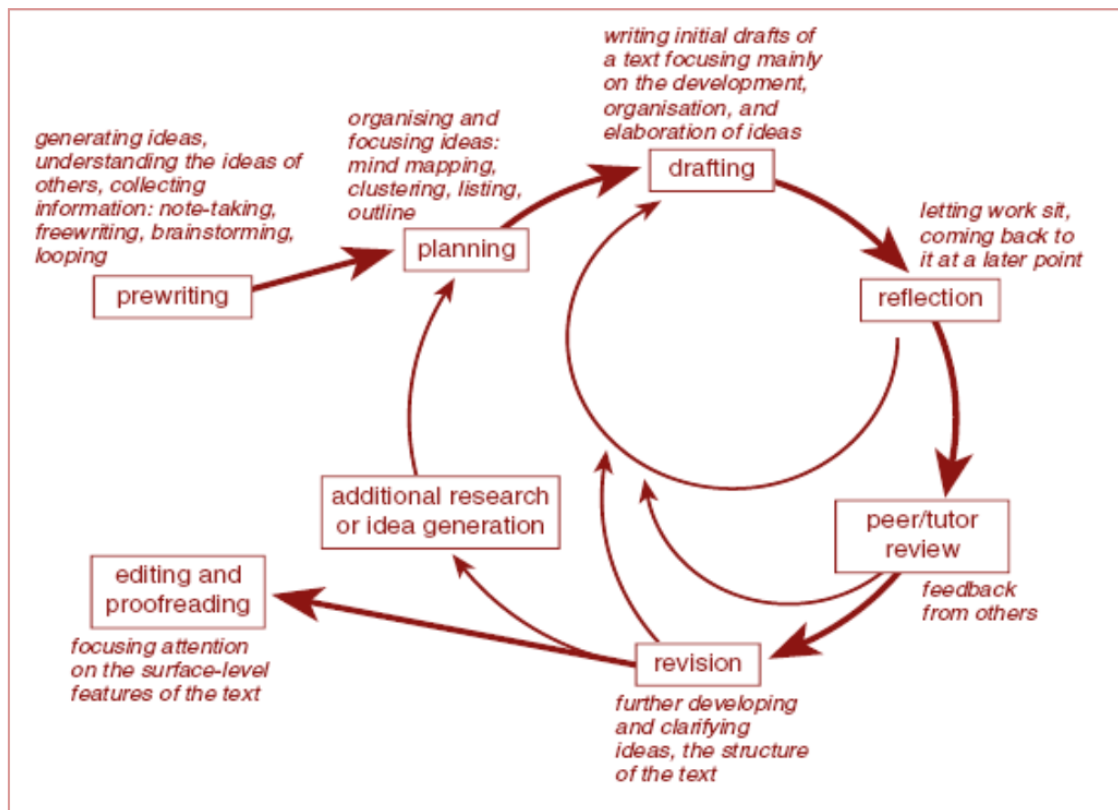 generating ideas,
understanding the ideas of
others, collecting
information: note-taking,
freewriting, brainstorming,
looping
prewriting
organising and
focusing ideas:
mind mapping,
clustering, listing,
outline
planning
writing initial drafts of
a text focusing mainly
on the development,
organisation, and
elaboration of ideas
drafting
letting work sit,
coming back to
it at a later point
reflection
peer/tutor
review
feedback
from others
revision
further developing
and clarifying
ideas, the structure
of the text
additional research
or idea generation
editing and
proofreading
focusing attention
on the surface-level
features of the text